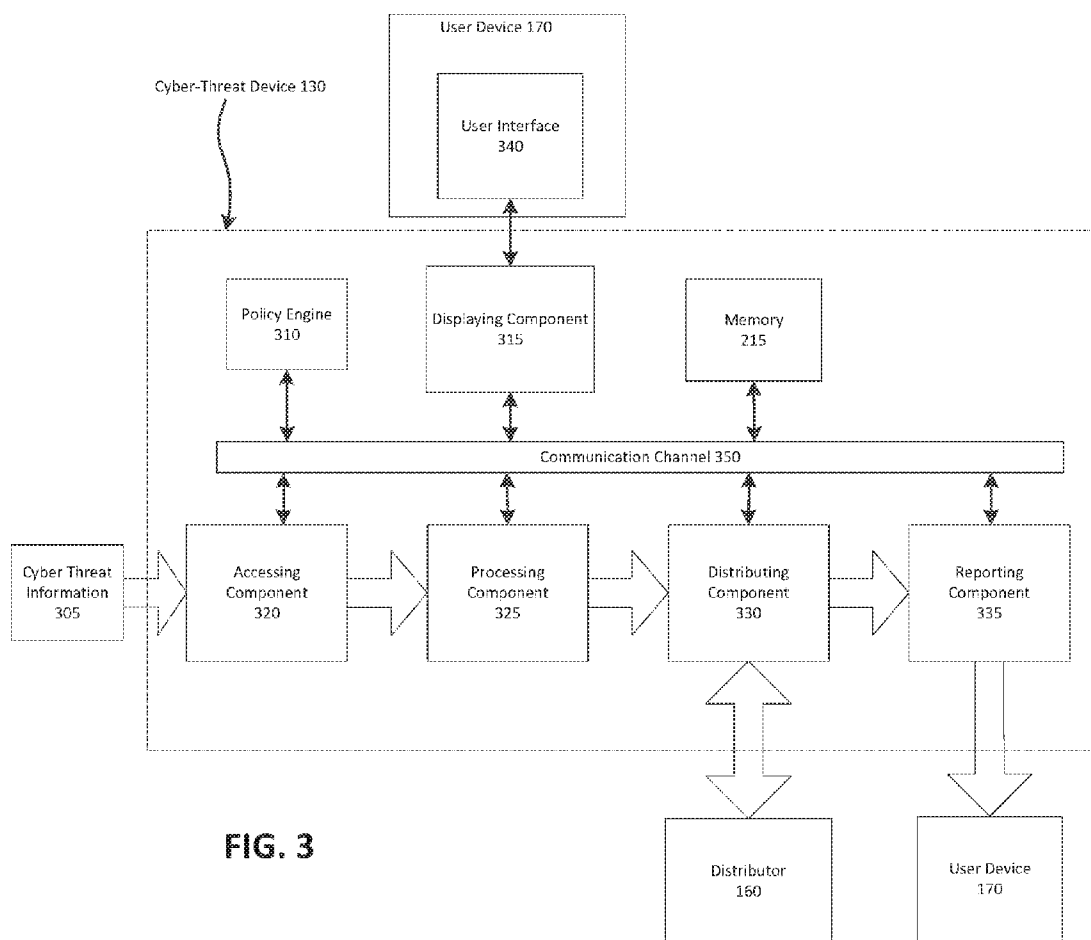 User Device 170
Cyber-Threat Device 130
User Interface
340
Policy Engine
310
Displaying Component
315
Memory
215
Communication Channel 350
Cyber Threat
Information
305
Accessing
Component
320
Processing
Component
325
Distributing
Component
330
Reporting
Component
335
FIG. 3
Distributor
160
User Device
170